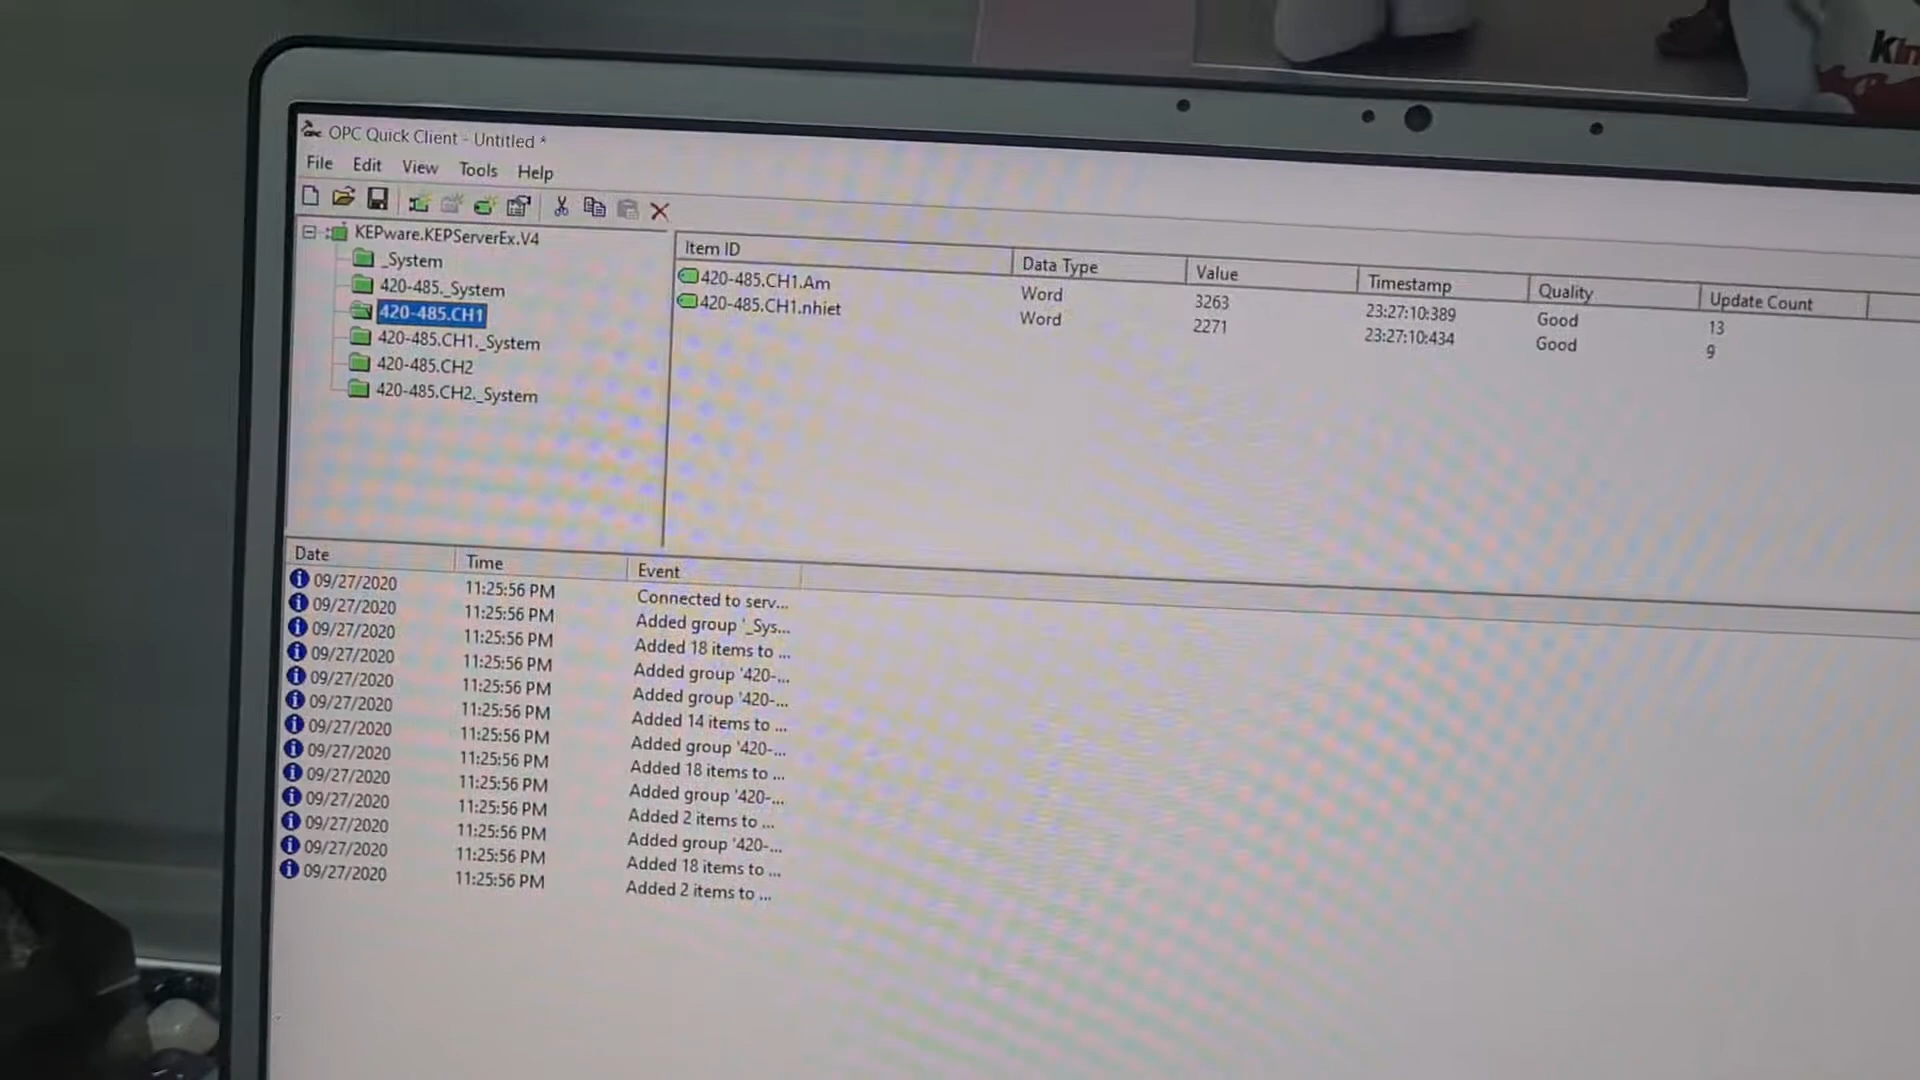 OPC Quick Client - Untitled *
File Edit View Tools Help
KEPware.KEPServerEx.V4
_System
420-485._System
420-485.CH1
420-485.CH1._System
420-485.CH2
420-485.CH2._System
Item ID Data Type Value Timestamp Quality Update Count
420-485.CH1.Am Word 3263 23:27:10:389 Good 13
420-485.CH1.nhiet Word 2271 23:27:10:434 Good 9
Date Time Event
09/27/2020 11:25:56 PM Connected to serv...
09/27/2020 11:25:56 PM Added group '_Sys...
09/27/2020 11:25:56 PM Added 18 items to ...
09/27/2020 11:25:56 PM Added group '420-...
09/27/2020 11:25:56 PM Added group '420-...
09/27/2020 11:25:56 PM Added 14 items to ...
09/27/2020 11:25:56 PM Added group '420-...
09/27/2020 11:25:56 PM Added 18 items to ...
09/27/2020 11:25:56 PM Added group '420-...
09/27/2020 11:25:56 PM Added 2 items to ...
09/27/2020 11:25:56 PM Added group '420-...
09/27/2020 11:25:56 PM Added 18 items to ...
09/27/2020 11:25:56 PM Added 2 items to ...